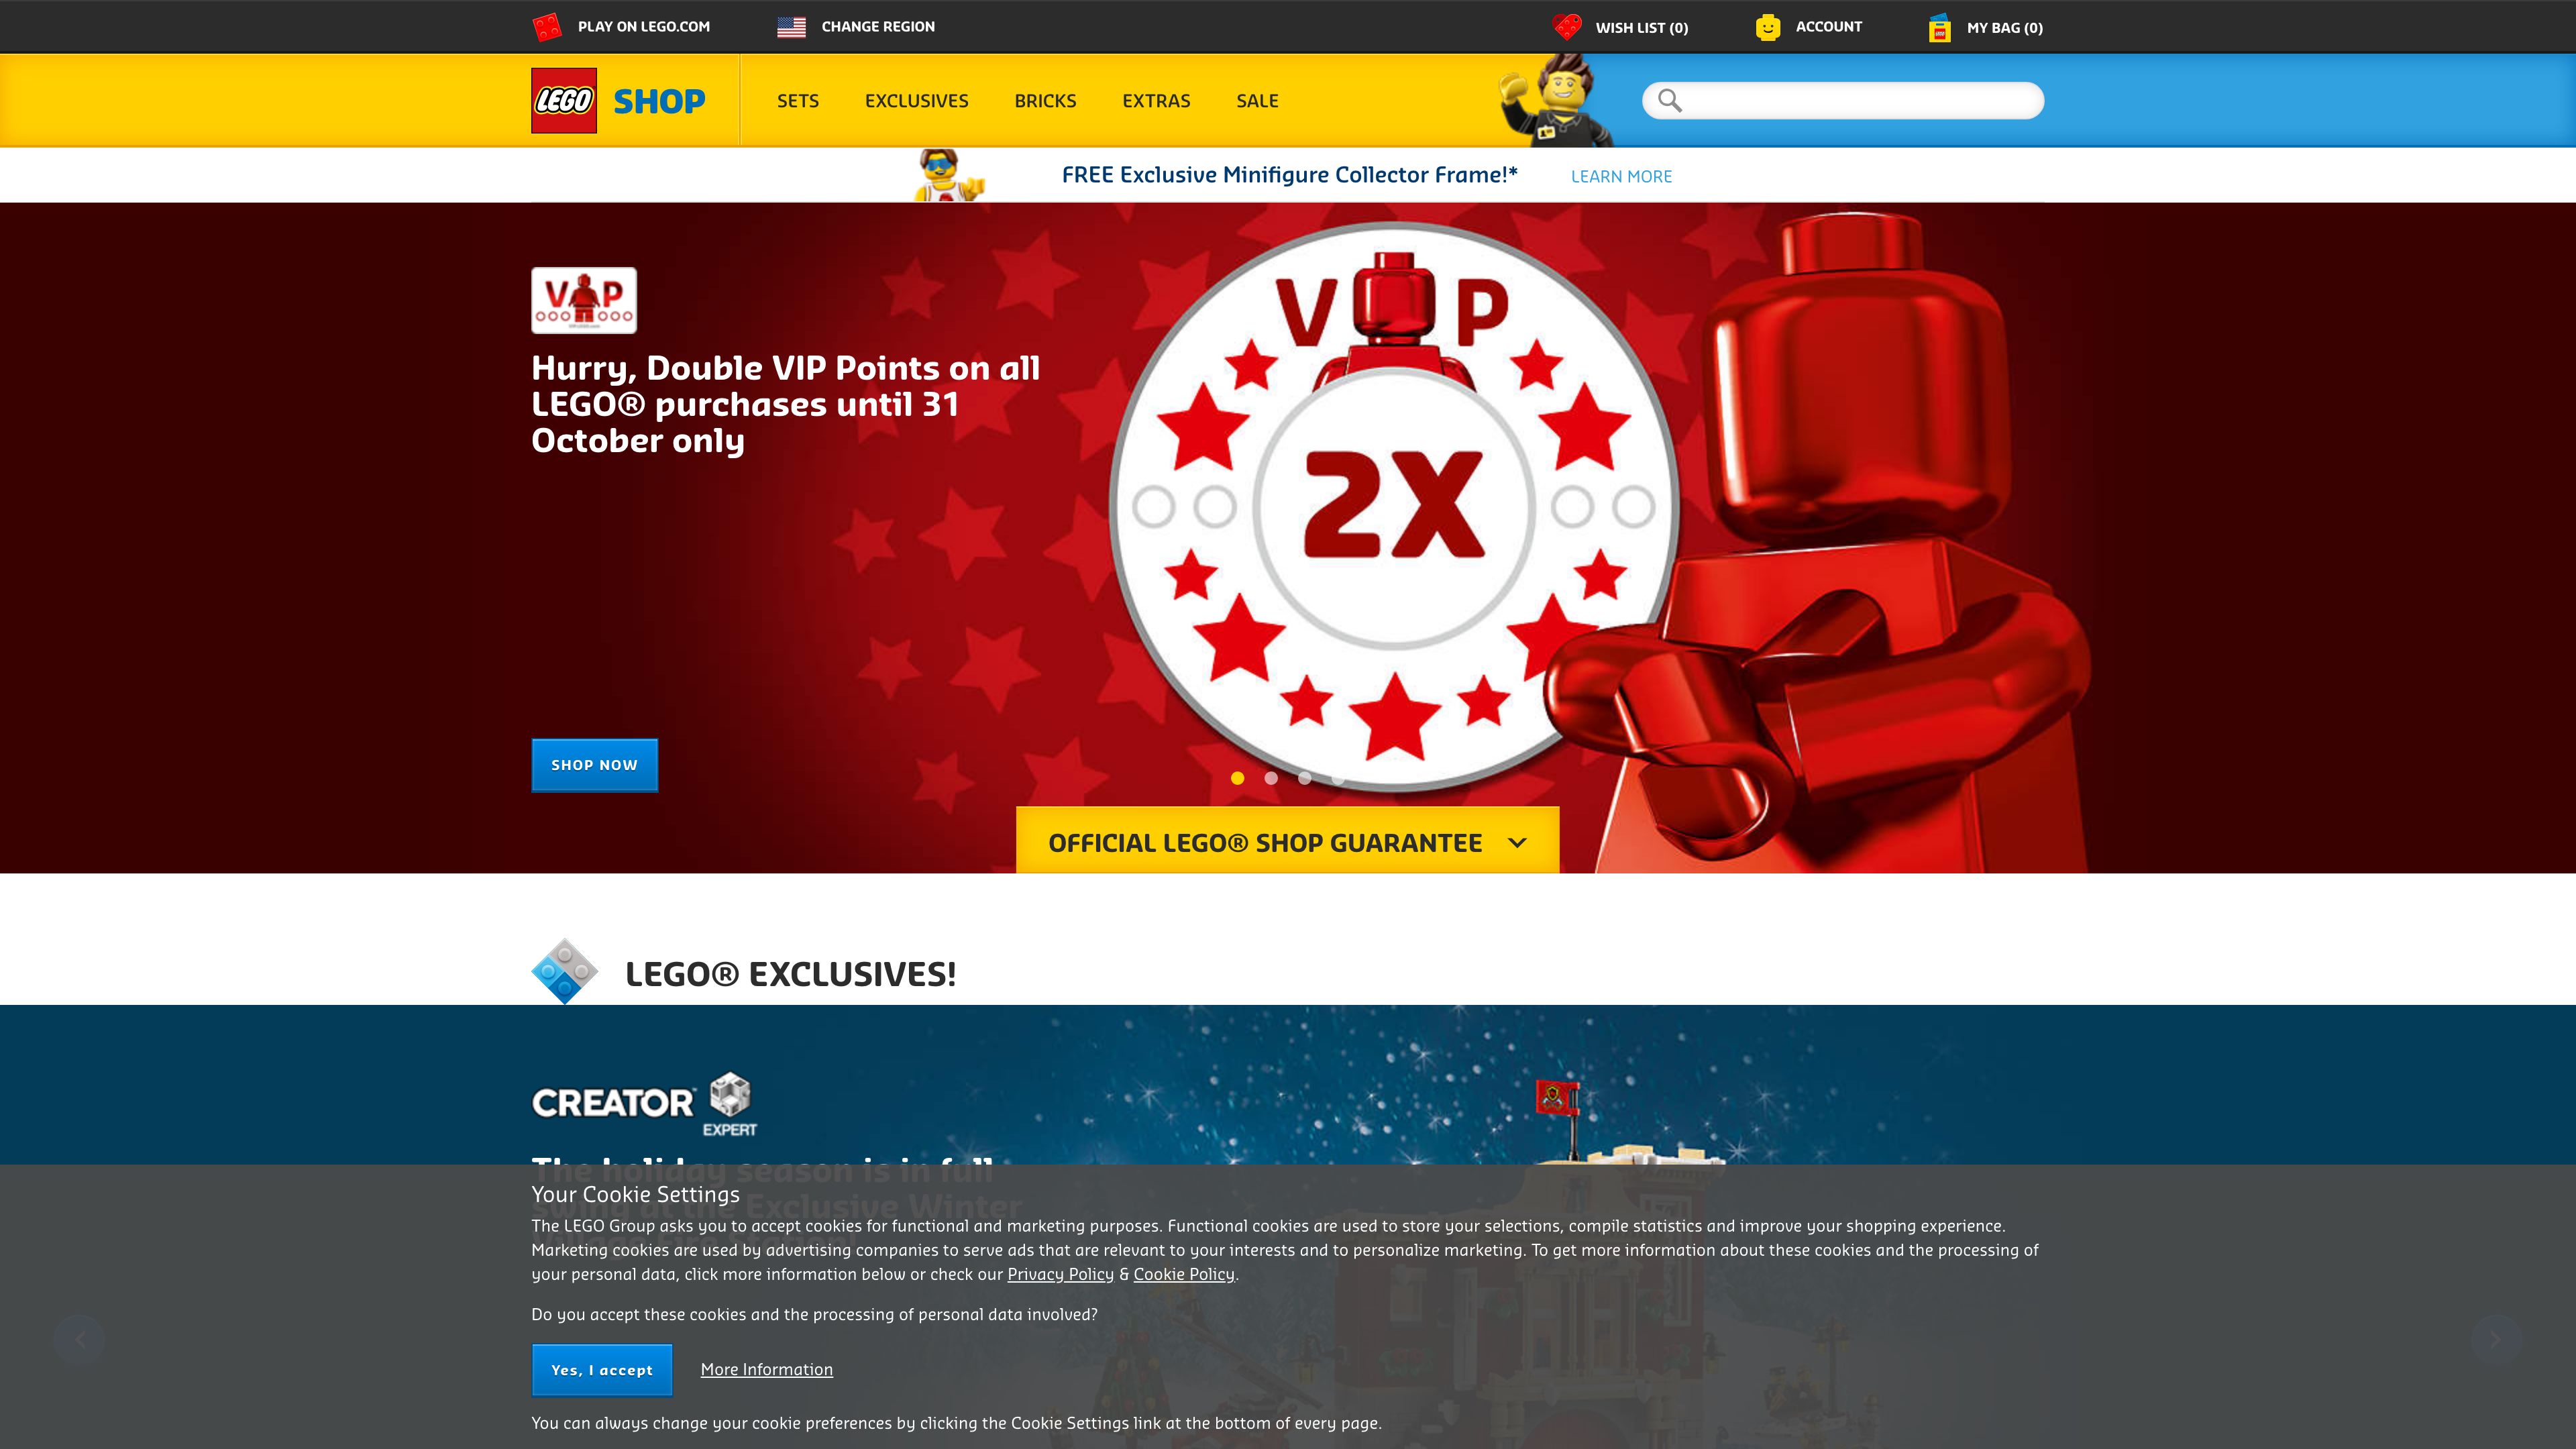 PLAY ON LEGO.COM
CHANGE REGION
WISH LIST (0)
ACCOUNT
MY BAG (0)
LEGO
SHOP
SETS
EXCLUSIVES
BRICKS
EXTRAS
SALE
FREE Exclusive Minifigure Collector Frame!*
LEARN MORE
V P
Hurry, Double VIP Points on all
LEGO® purchases until 31
October only
V P
2X
SHOP NOW
OFFICIAL LEGO® SHOP GUARANTEE
LEGO® EXCLUSIVES!
CREATOR
EXPERT
The holiday season is in full
swing at the Exclusive Winter
Your Cookie Settings
The LEGO Group asks you to accept cookies for functional and marketing purposes. Functional cookies are used to store your selections, compile statistics and improve your shopping experience.
Marketing cookies are used by advertising companies to serve ads that are relevant to your interests and to personalize marketing. To get more information about these cookies and the processing of
your personal data, click more information below or check our Privacy Policy & Cookie Policy.
Do you accept these cookies and the processing of personal data involved?
Yes, I accept
More Information
You can always change your cookie preferences by clicking the Cookie Settings link at the bottom of every page.